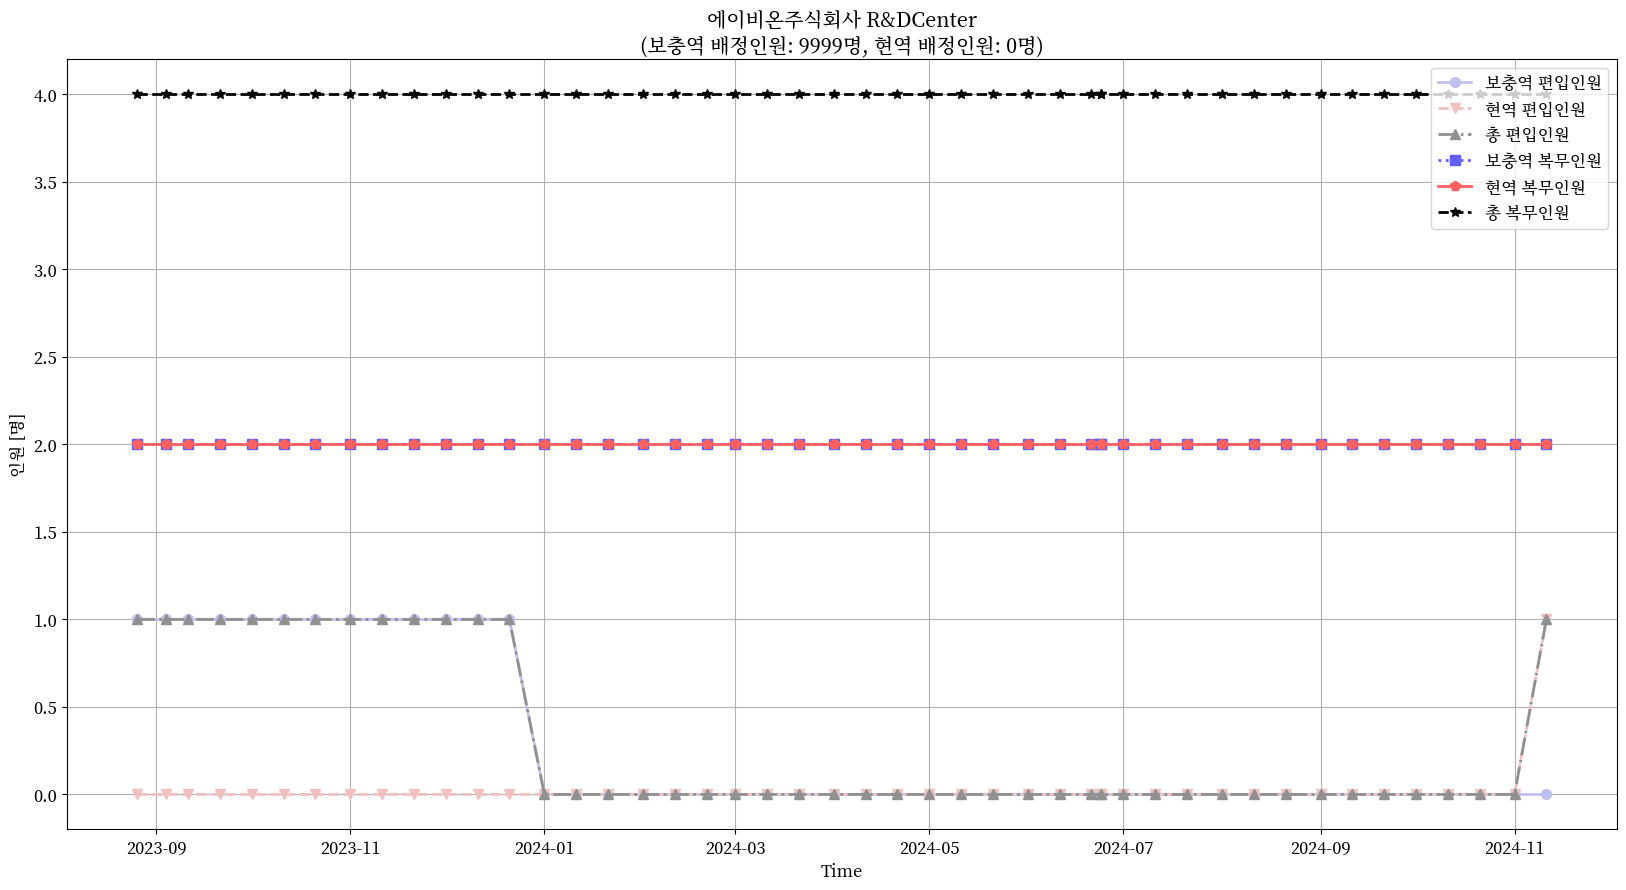 에이비온주식회사 R&DCenter
(보충역 배정인원: 9999명, 현역 배정인원: 0명)
보충역 편입인원
현역 편입인원
총 편입인원
보충역 복무인원
현역 복무인원
총 복무인원
인원 [명]
4.0
3.5
3.0
2.5
2.0
1.5
1.0
0.5
0.0
2023-09 2023-11 2024-01 2024-03 2024-05 2024-07 2024-09 2024-11
Time